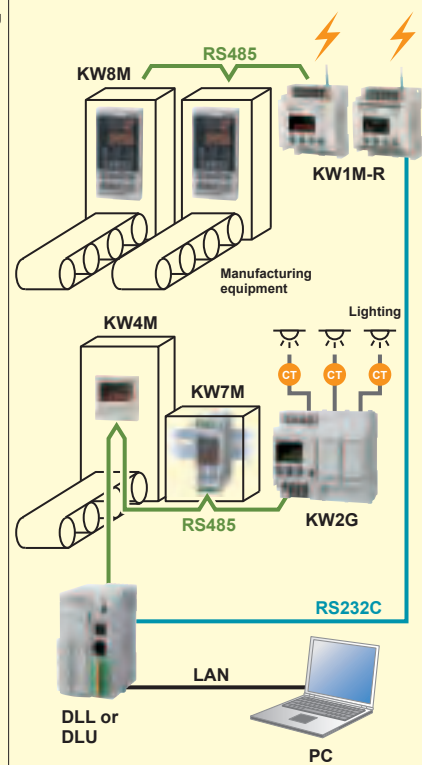 RS485
KW8M
KW1M-R
Manufacturing
equipment
Lighting
KW4M
CT CT CT
KW7M
RS485
KW2G
RS232C
LAN
DLL or
DLU
PC